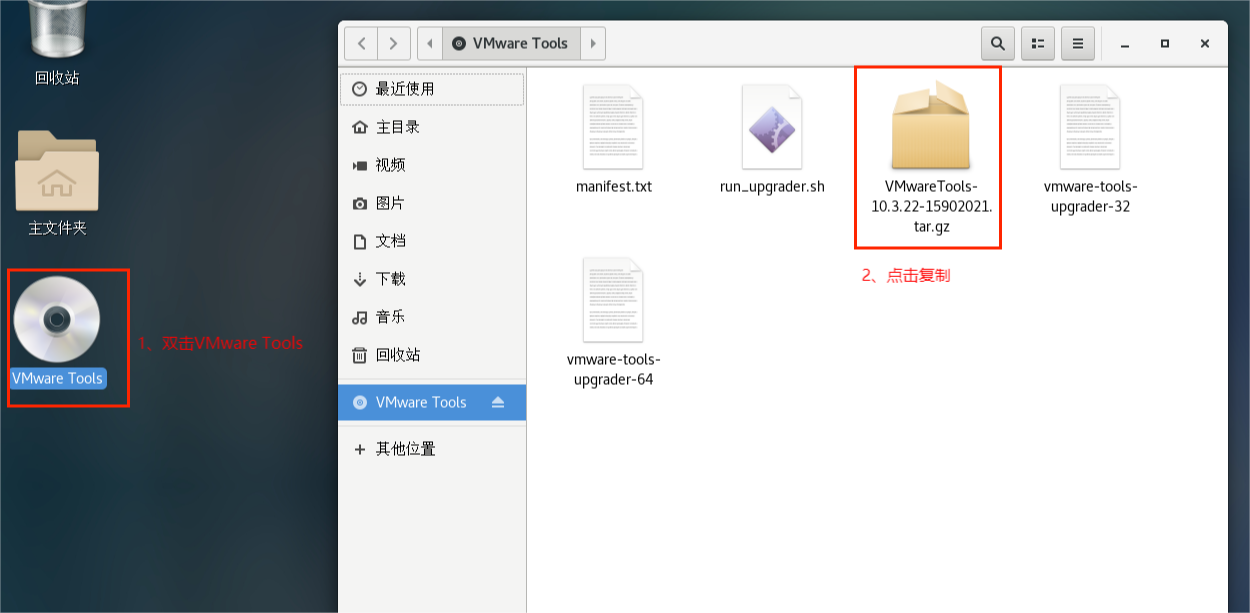 回收站
主文件夹
VMware Tools
1、双击VMware Tools
VMware Tools
最近使用
主目录
视频
图片
文档
下载
音乐
回收站
VMware Tools
其他位置
manifest.txt
run_upgrader.sh
VMwareTools-
10.3.22-15902021.
tar.gz
vmware-tools-
upgrader-32
2、点击复制
vmware-tools-
upgrader-64